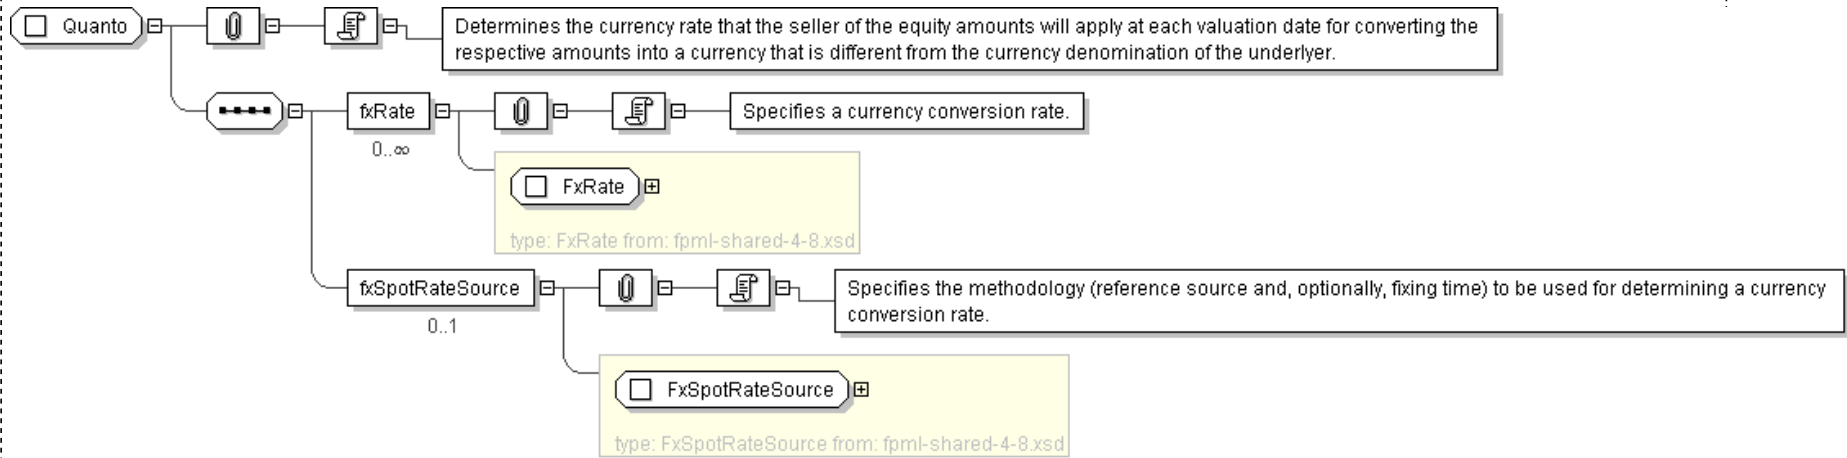 Quanto
Determines the currency rate that the seller of the equity amounts will apply at each valuation date for converting the
respective amounts into a currency that is different from the currency denomination of the underlyer.
fxRate
Specifies a currency conversion rate.
0..∞
FxRate
type: FxRate from: fpml-shared-4-8.xsd
fxSpotRateSource
Specifies the methodology (reference source and, optionally, fixing time) to be used for determining a currency
conversion rate.
0..1
FxSpotRateSource
type: FxSpotRateSource from: fpml-shared-4-8.xsd